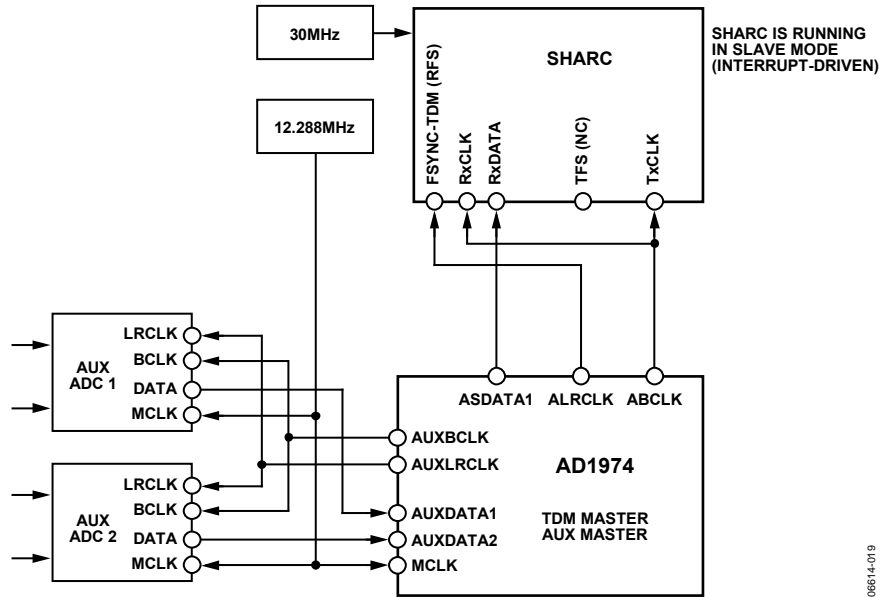 30MHz
12.288MHz
SHARC
SHARC IS RUNNING
IN SLAVE MODE
(INTERRUPT-DRIVEN)
FSYNC-TDM (RFS)
RxCLK
RxDATA
TFS (NC)
TxCLK
AUX
ADC 1
LRCLK
BCLK
DATA
MCLK
AUX
ADC 2
LRCLK
BCLK
DATA
MCLK
ASDATA1
ALRCLK
ABCLK
AUXBCLK
AUXLRCLK
AUXDATA1
AUXDATA2
MCLK
AD1974
TDM MASTER
AUX MASTER
06614-019